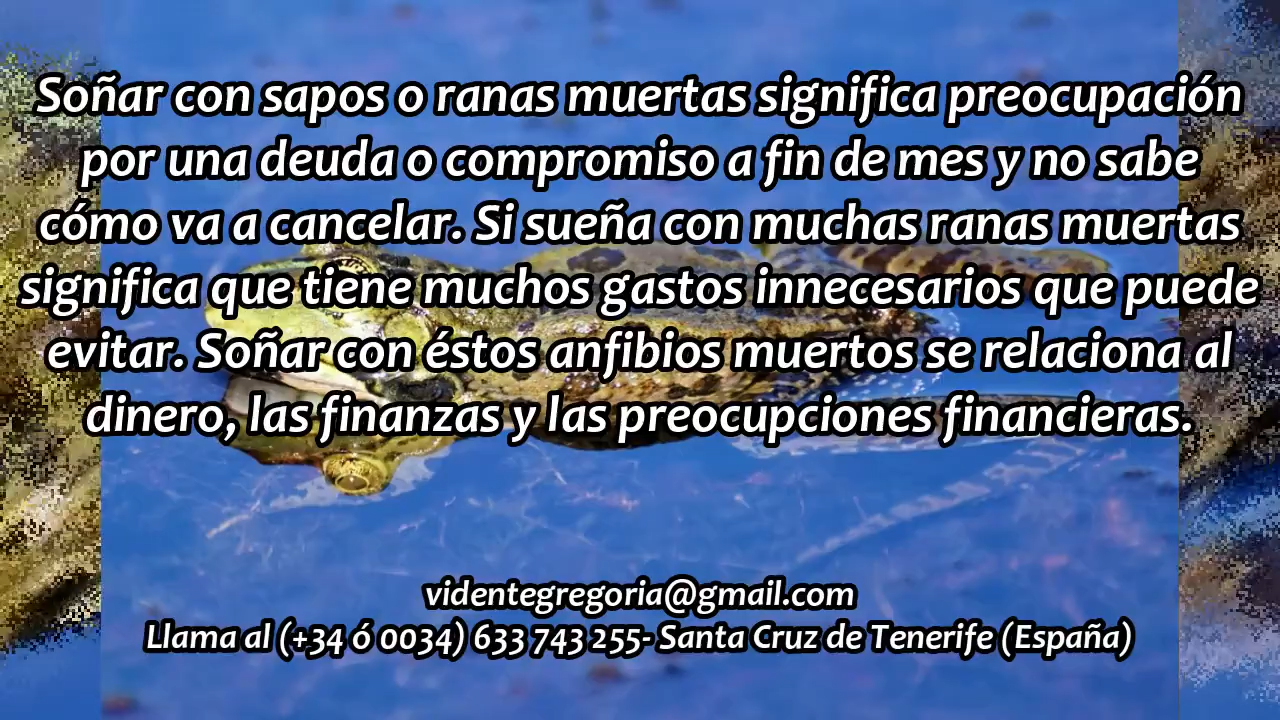 Soñar con sapos o ranas muertas significa preocupación
por una deuda o compromiso a fin de mes y no sabe
cómo va a cancelar. Si sueña con muchas ranas muertas
significa que tiene muchos gastos innecesarios que puede
evitar. Soñar con éstos anfibios muertos se relaciona al
dinero, las finanzas y las preocupciones financieras.
videntegregoria@gmail.com
Llama al (+34 ó 0034) 633 743 255- Santa Cruz de Tenerife (España)